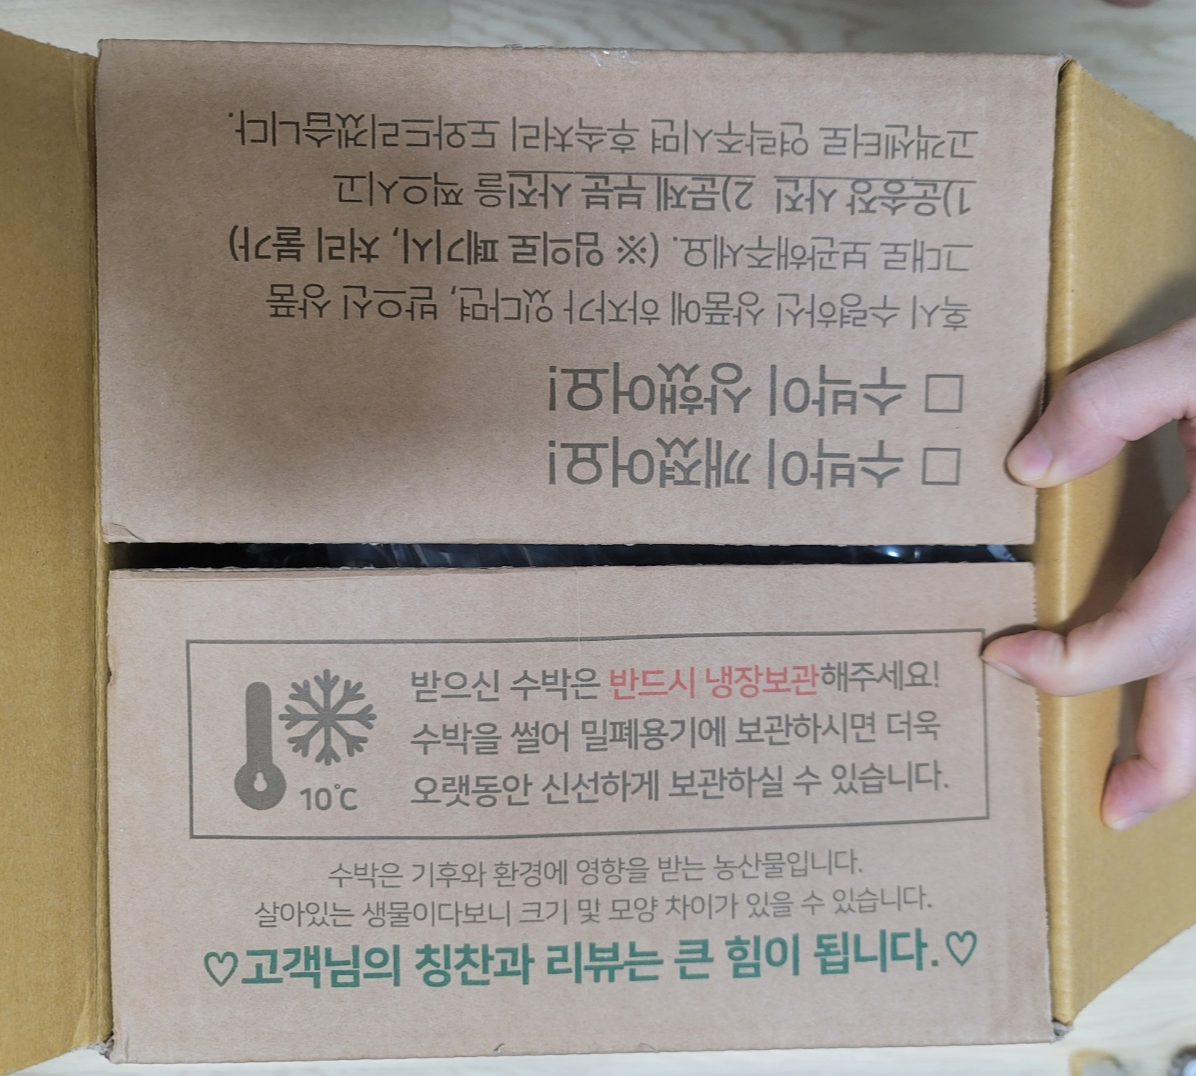 □ 수박이 깨졌어요!
□ 수박이 상했어요!
혹시 수령하신 상품에 하자가 있다면, 받으신 상품
그대로 보관해주세요. (※ 임의로 폐기시, 처리 불가)
1)운송장 사진 2)문제 부분 사진을 찍으시고
고객센터로 연락주시면 후속처리 도와드리겠습니다.
받으신 수박은 반드시 냉장보관해주세요!
수박을 썰어 밀폐용기에 보관하시면 더욱
오랫동안 신선하게 보관하실 수 있습니다.
10℃
수박은 기후와 환경에 영향을 받는 농산물입니다.
살아있는 생물이다보니 크기 및 모양 차이가 있을 수 있습니다.
♡고객님의 칭찬과 리뷰는 큰 힘이 됩니다.♡